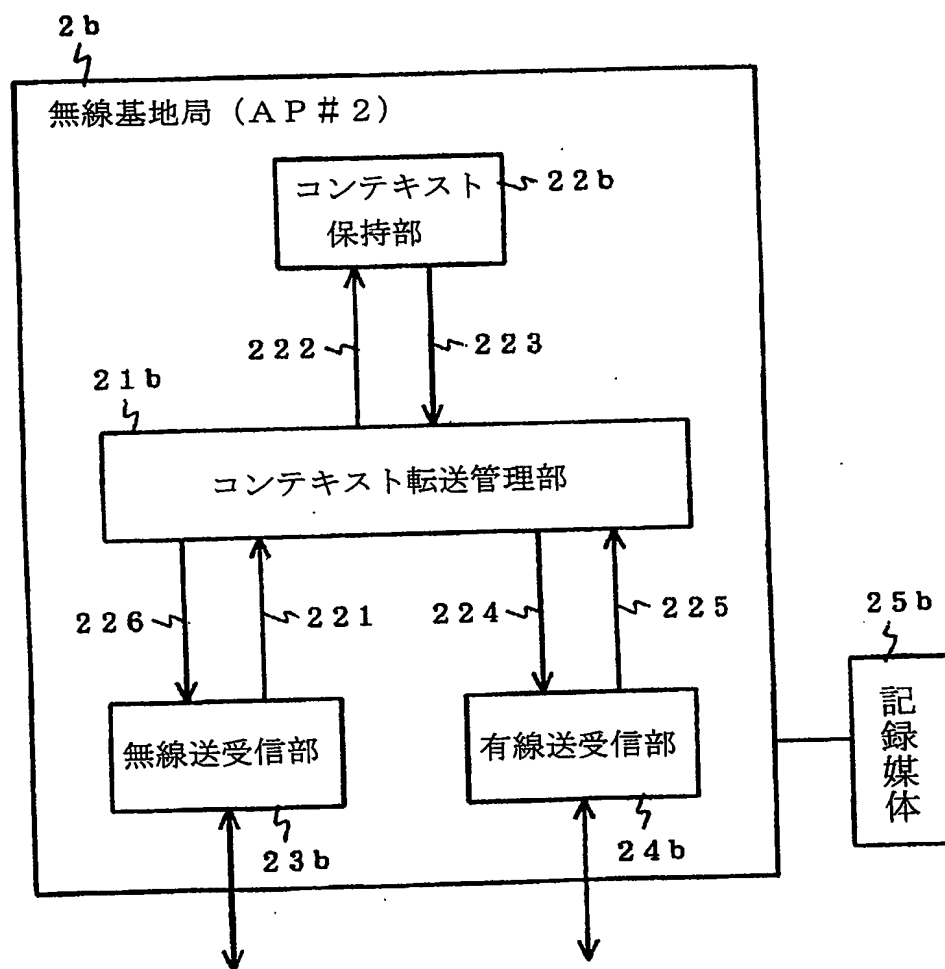 ２ｂ
無線基地局（ＡＰ＃２）
コンテキスト
保持部
２２ｂ
２２２
２２３
２１ｂ
コンテキスト転送管理部
２２６
２２１
２２４
２２５
２５ｂ
無線送受信部
有線送受信部
記録媒体
２３ｂ
２４ｂ